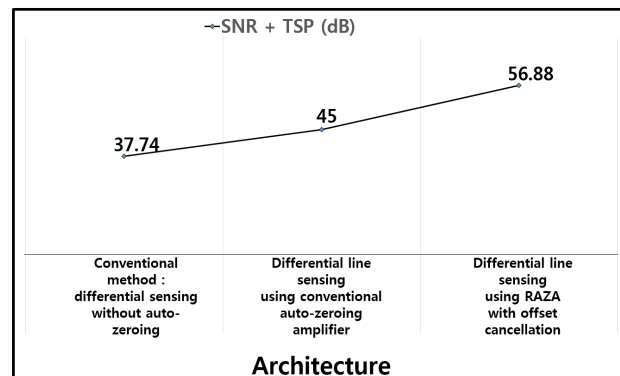 SNR + TSP (dB)
37.74
45
56.88
Conventional
method :
differential sensing
without auto-
zeroing
Differential line
sensing
using conventional
auto-zeroing
amplifier
Differential line
sensing
using RAZA
with offset
cancellation
Architecture